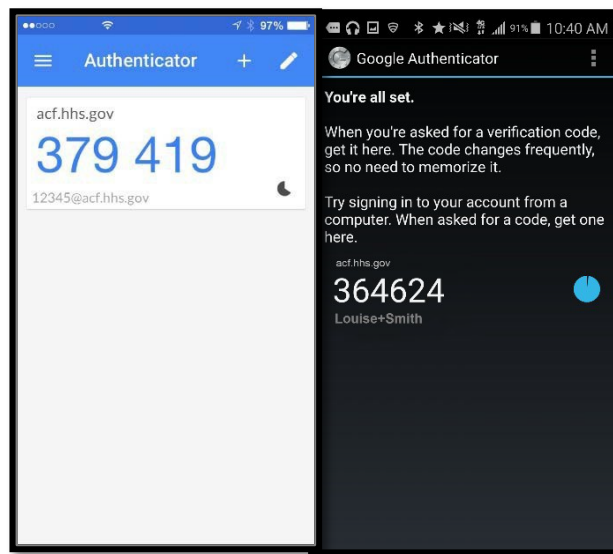 97%
Authenticator
acf.hhs.gov
379 419
12345@acf.hhs.gov
91% 10:40 AM
Google Authenticator
You're all set.
When you're asked for a verification code,
get it here. The code changes frequently,
so no need to memorize it.
Try signing in to your account from a
computer. When asked for a code, get one
here.
acf.hhs.gov
364624
Louise+Smith